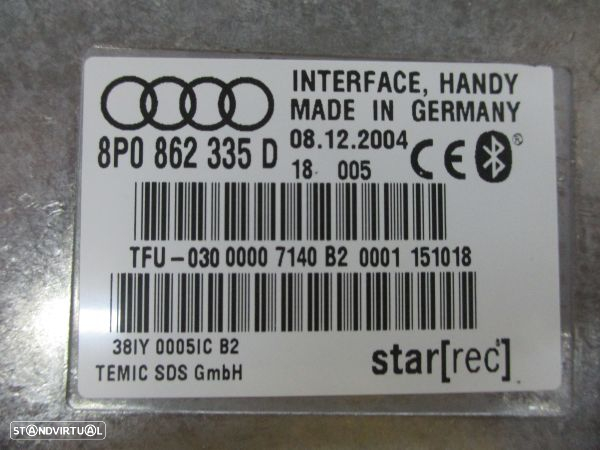 INTERFACE, HANDY
MADE IN GERMANY
8P0 862 335 D
08.12.2004
18 005
CE
TFU-030 0000 7140 B2 0001 151018
38IY 0005IC B2
TEMIC SDS GmbH
star[rec]
STANDVIRTUAL